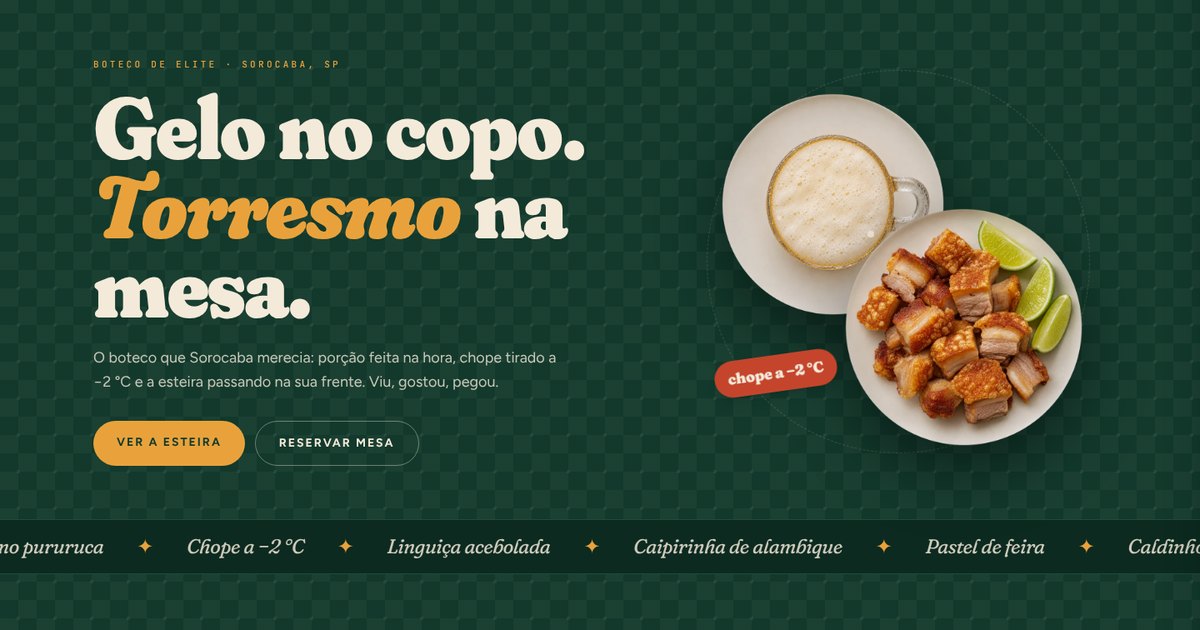 BOTECO DE ELITE · SOROCABA, SP
Gelo no copo.
Torresmo na
mesa.
O boteco que Sorocaba merecia: porção feita na hora, chope tirado a
−2 °C e a esteira passando na sua frente. Viu, gostou, pegou.
VER A ESTEIRA
RESERVAR MESA
chope a −2 °C
pururuca ✦ Chope a −2 °C ✦ Linguiça acebolada ✦ Caipirinha de alambique ✦ Pastel de feira ✦